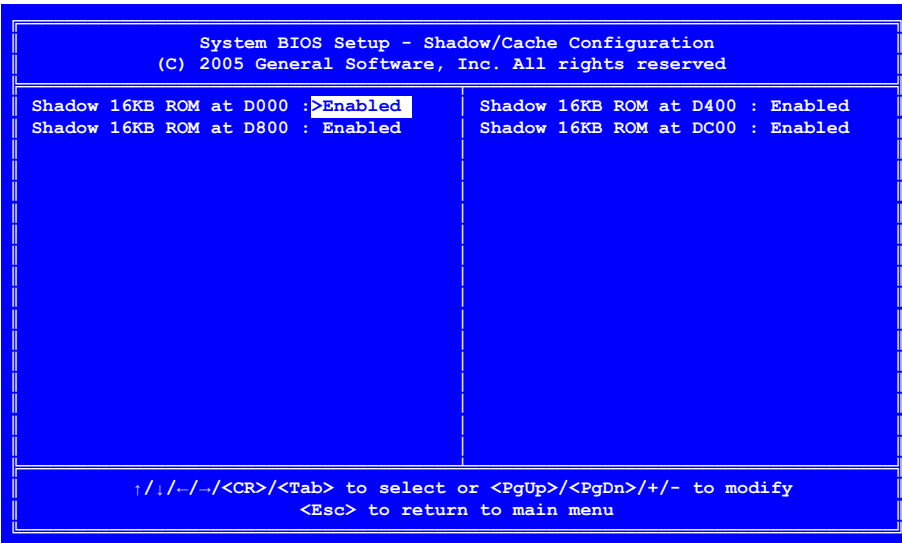 System BIOS Setup - Shadow/Cache Configuration
(C) 2005 General Software, Inc. All rights reserved
Shadow 16KB ROM at D000 :>Enabled
Shadow 16KB ROM at D400 : Enabled
Shadow 16KB ROM at D800 : Enabled
Shadow 16KB ROM at DC00 : Enabled
↑/↓/←/→/<CR>/<Tab> to select or <PgUp>/<PgDn>/+/- to modify
<Esc> to return to main menu